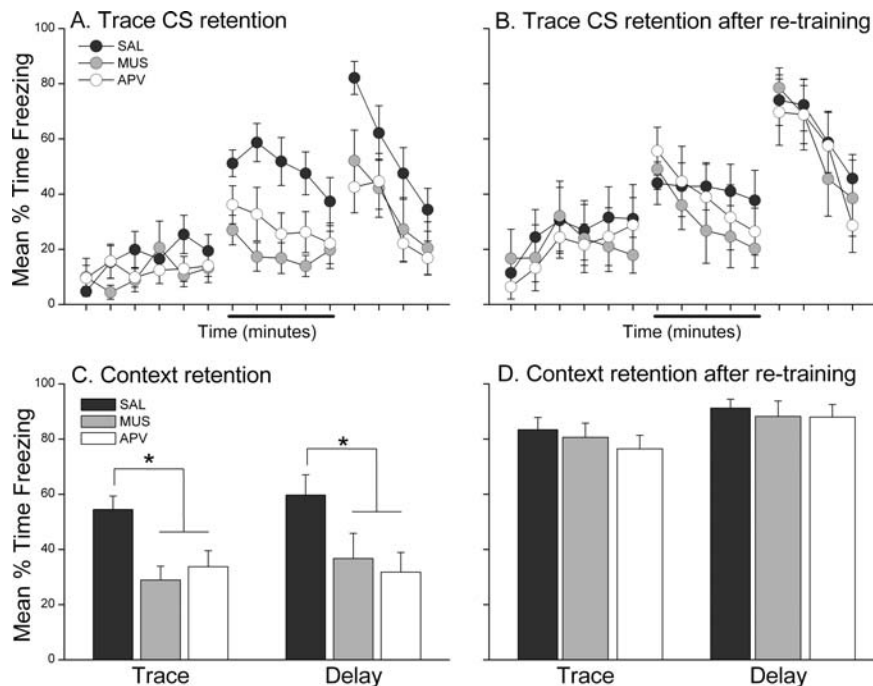 A. Trace CS retention
SAL
MUS
APV
Mean % Time Freezing
100
80
60
40
20
0
Time (minutes)
B. Trace CS retention after re-training
Time (minutes)
C. Context retention
SAL
MUS
APV
Mean % Time Freezing
100
80
60
40
20
0
*
*
Trace
Delay
D. Context retention after re-training
Trace
Delay